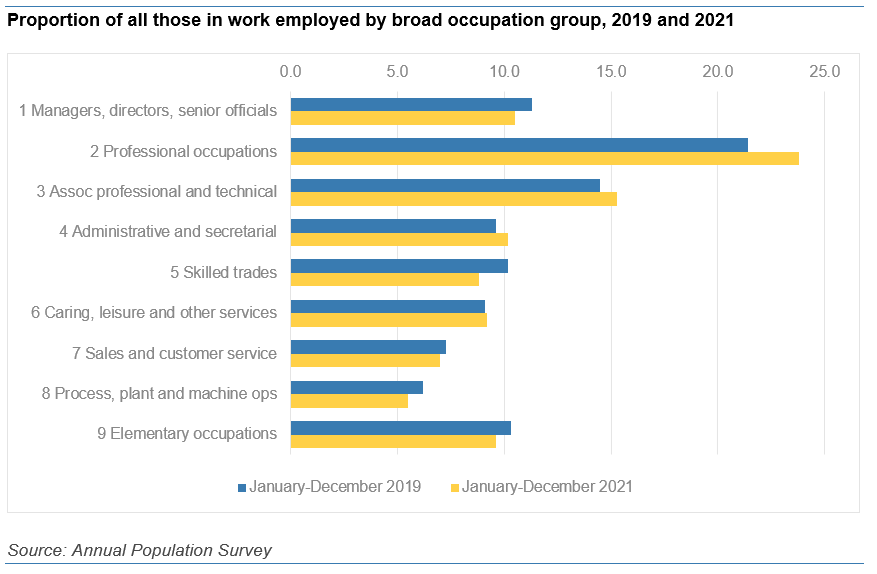 Proportion of all those in work employed by broad occupation group, 2019 and 2021
0.0 5.0 10.0 15.0 20.0 25.0
1 Managers, directors, senior officials
2 Professional occupations
3 Assoc professional and technical
4 Administrative and secretarial
5 Skilled trades
6 Caring, leisure and other services
7 Sales and customer service
8 Process, plant and machine ops
9 Elementary occupations
January-December 2019 January-December 2021
Source: Annual Population Survey